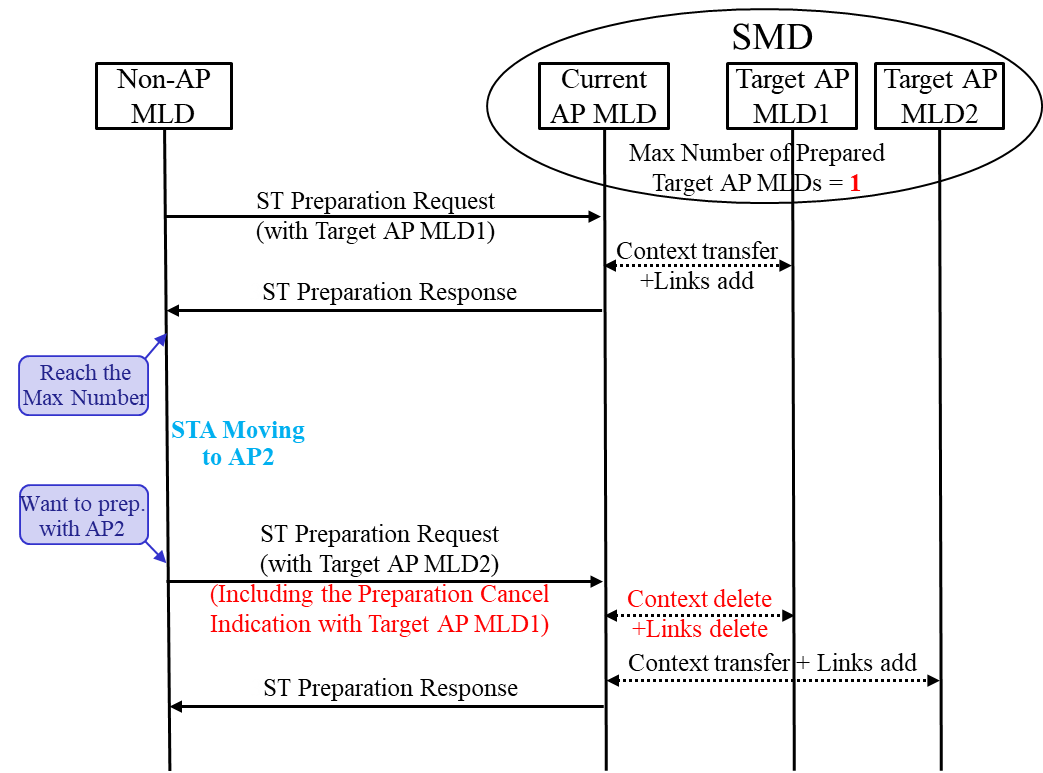 SMD
Non-AP
MLD
Current
AP MLD
Target AP
MLD1
Target AP
MLD2
Max Number of Prepared
Target AP MLDs = 1
ST Preparation Request
(with Target AP MLD1)
Context transfer
+Links add
ST Preparation Response
Reach the
Max Number
STA Moving
to AP2
Want to prep.
with AP2
ST Preparation Request
(with Target AP MLD2)
(Including the Preparation Cancel
Indication with Target AP MLD1)
Context delete
+Links delete
Context transfer + Links add
ST Preparation Response